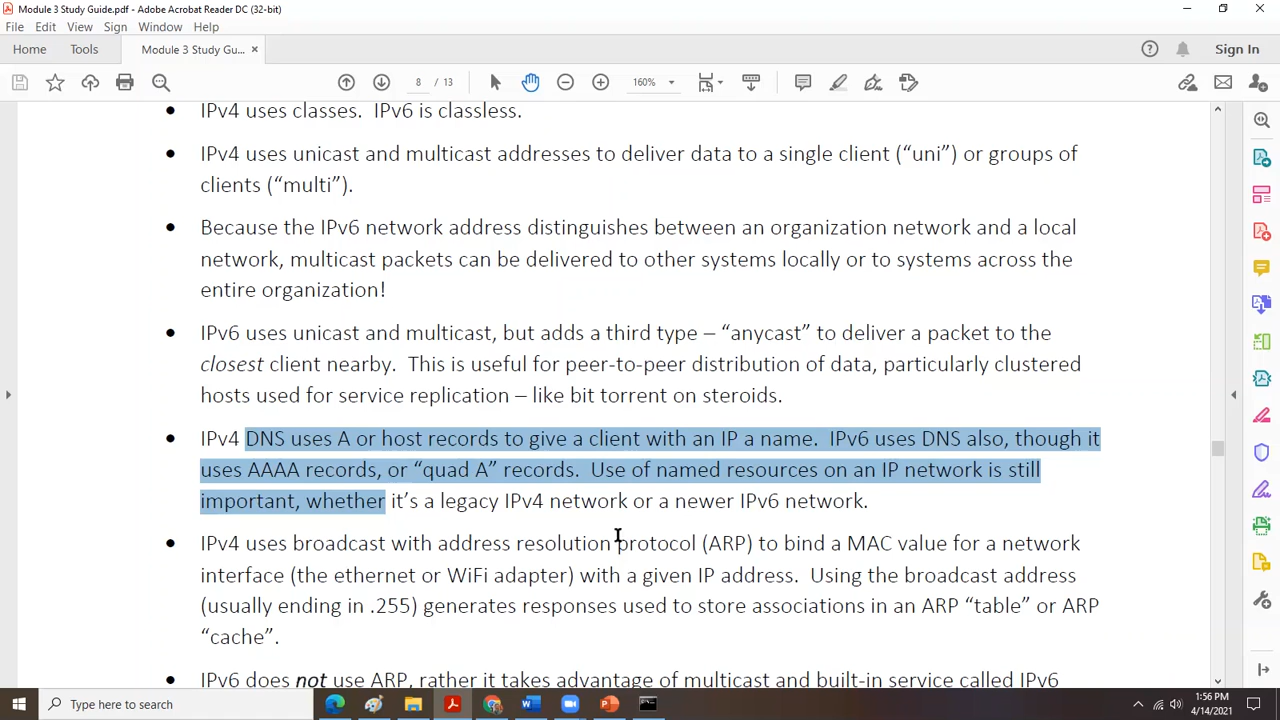 Module 3 Study Guide.pdf - Adobe Acrobat Reader DC (32-bit)
File Edit View Sign Window Help
Home Tools Module 3 Study Gu... × Sign In
8 / 13 160%
• IPv4 uses classes.  IPv6 is classless.
• IPv4 uses unicast and multicast addresses to deliver data to a single client (“uni”) or groups of
clients (“multi”).
• Because the IPv6 network address distinguishes between an organization network and a local
network, multicast packets can be delivered to other systems locally or to systems across the
entire organization!
• IPv6 uses unicast and multicast, but adds a third type – “anycast” to deliver a packet to the
closest client nearby.  This is useful for peer-to-peer distribution of data, particularly clustered
hosts used for service replication – like bit torrent on steroids.
• IPv4 DNS uses A or host records to give a client with an IP a name.  IPv6 uses DNS also, though it
uses AAAA records, or “quad A” records.  Use of named resources on an IP network is still
important, whether it’s a legacy IPv4 network or a newer IPv6 network.
• IPv4 uses broadcast with address resolution protocol (ARP) to bind a MAC value for a network
interface (the ethernet or WiFi adapter) with a given IP address.  Using the broadcast address
(usually ending in .255) generates responses used to store associations in an ARP “table” or ARP
“cache”.
• IPv6 does not use ARP, rather it takes advantage of multicast and built-in service called IPv6
Type here to search
1:56 PM
4/14/2021